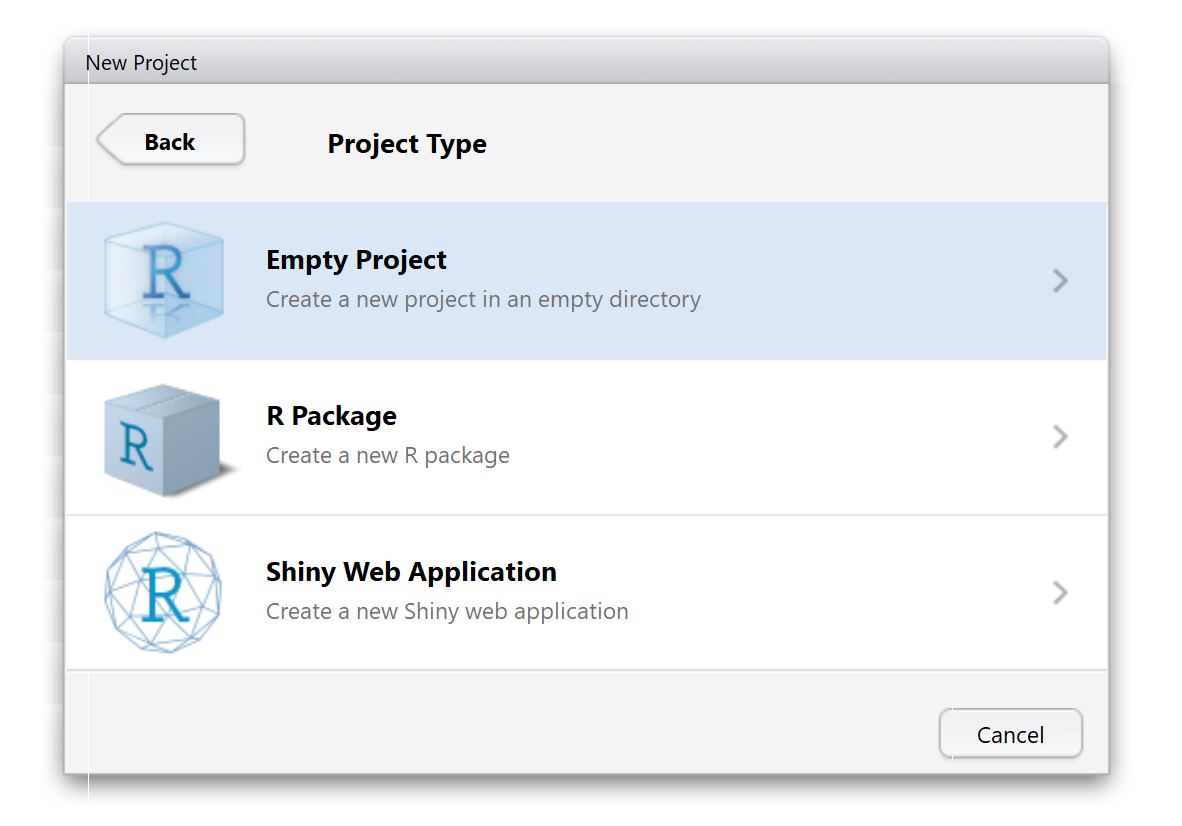 New Project
Back
Project Type
R
Empty Project
Create a new project in an empty directory
R
R Package
Create a new R package
R
Shiny Web Application
Create a new Shiny web application
Cancel